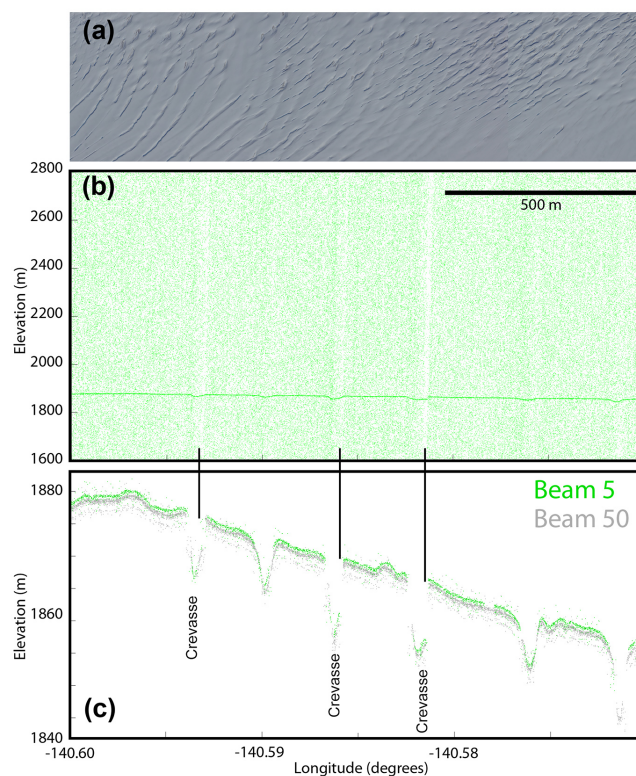 (a)
(b)
2800
2600
2400
2200
2000
1800
1600
Elevation (m)
500 m
Beam 5
Beam 50
1880
1860
1840
Elevation (m)
Crevasse
Crevasse
Crevasse
(c)
-140.60
-140.59
-140.58
Longitude (degrees)